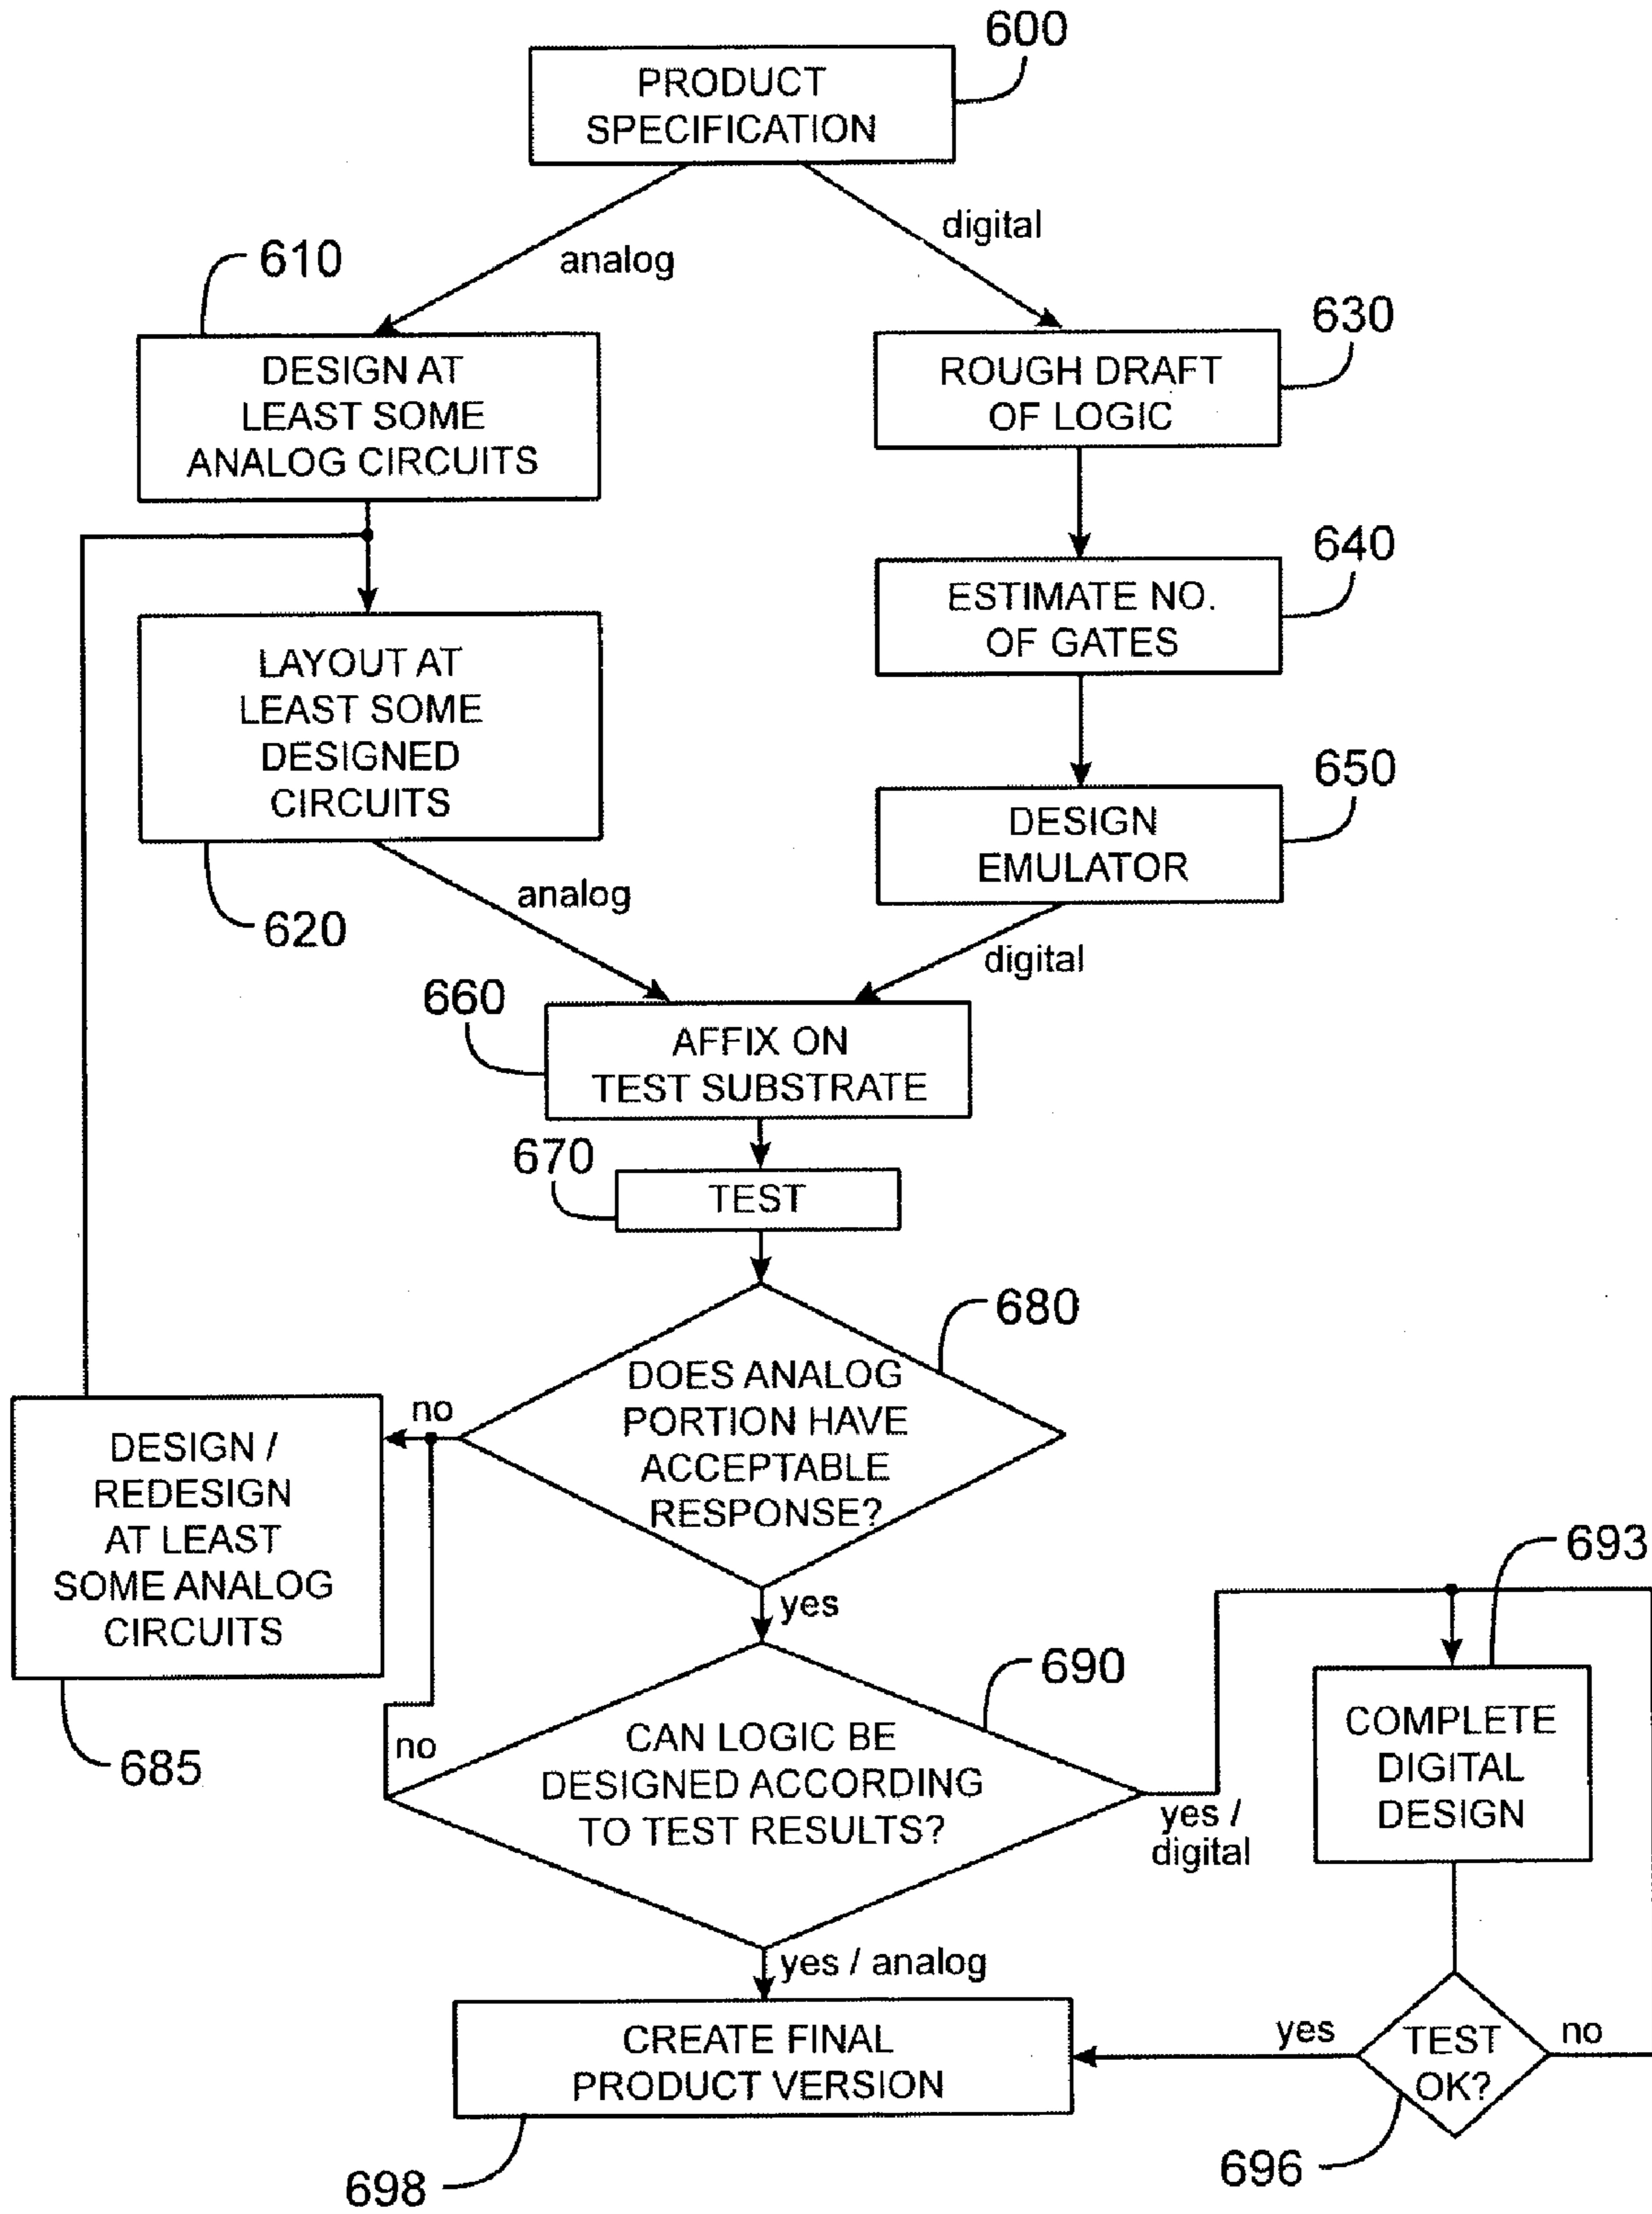 600
PRODUCT
SPECIFICATION
digital
analog
610
630
DESIGN AT
LEAST SOME
ANALOG CIRCUITS
ROUGH DRAFT
OF LOGIC
640
ESTIMATE NO.
OF GATES
LAYOUT AT
LEAST SOME
DESIGNED
CIRCUITS
650
DESIGN
EMULATOR
analog
620
digital
660
AFFIX ON
TEST SUBSTRATE
670
TEST
680
DOES ANALOG
PORTION HAVE
ACCEPTABLE
RESPONSE?
no
DESIGN /
REDESIGN
AT LEAST
SOME ANALOG
CIRCUITS
685
yes
693
690
no
CAN LOGIC BE
DESIGNED ACCORDING
TO TEST RESULTS?
yes /
digital
COMPLETE
DIGITAL
DESIGN
yes / analog
CREATE FINAL
PRODUCT VERSION
yes
TEST
OK?
no
698
696